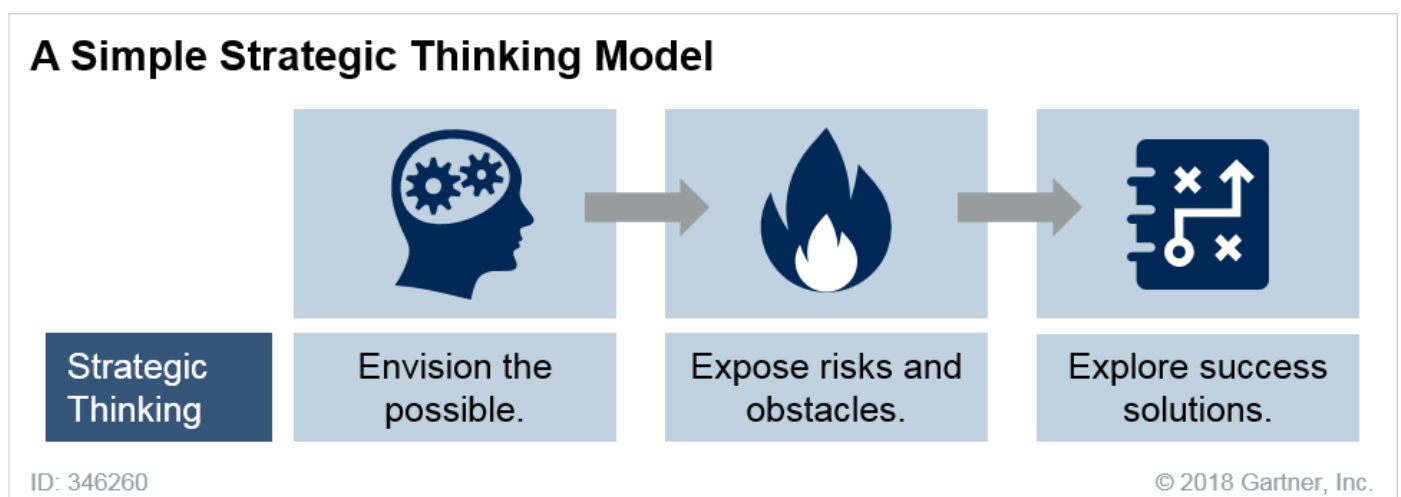 A Simple Strategic Thinking Model
Strategic
Thinking
Envision the
possible.
Expose risks and
obstacles.
Explore success
solutions.
ID: 346260
© 2018 Gartner, Inc.